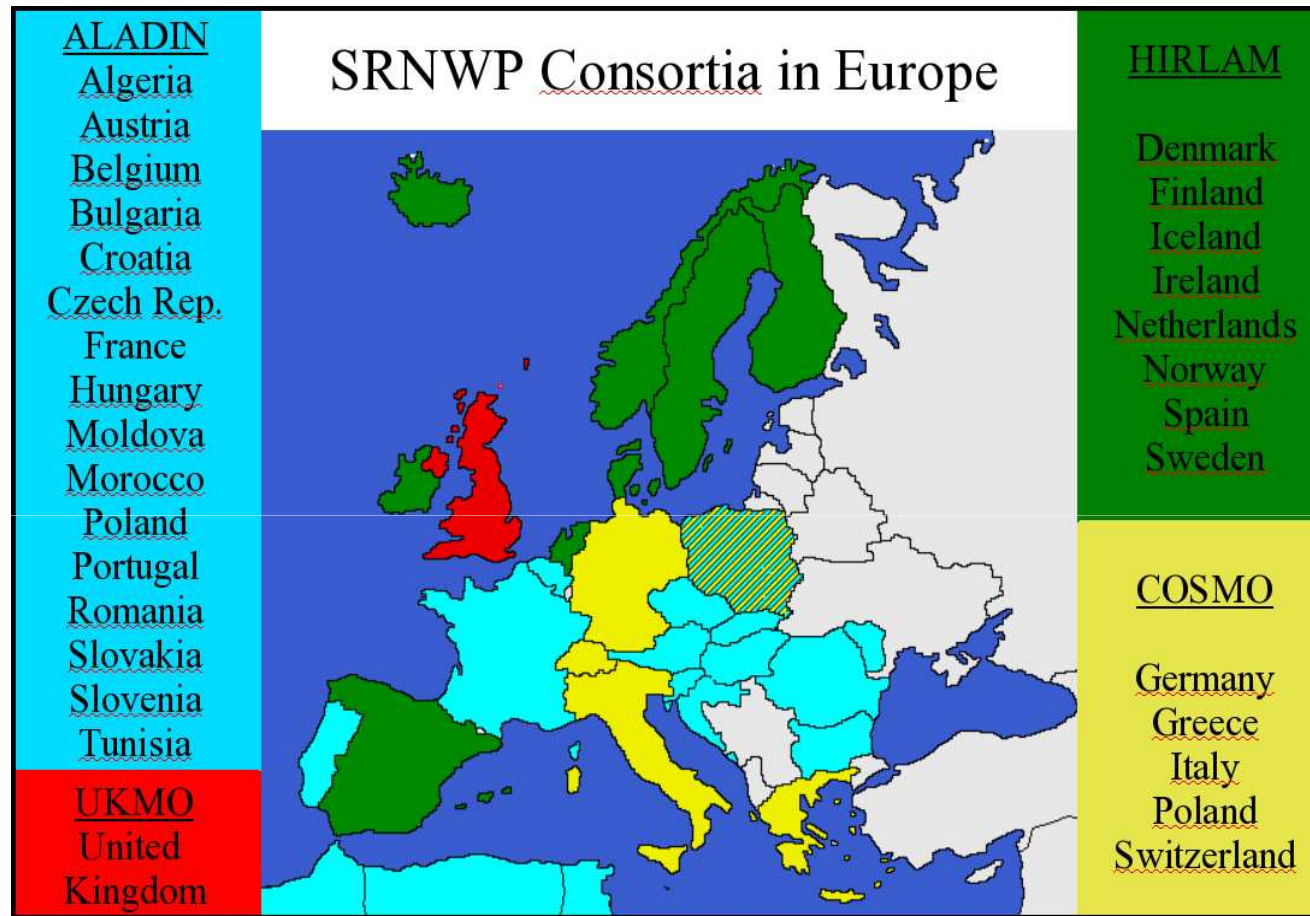 SRNWP Consortia in Europe
ALADIN
Algeria
Austria
Belgium
Bulgaria
Croatia
Czech Rep.
France
Hungary
Moldova
Morocco
Poland
Portugal
Romania
Slovakia
Slovenia
Tunisia
UKMO
United
Kingdom
HIRLAM
Denmark
Finland
Iceland
Ireland
Netherlands
Norway
Spain
Sweden
COSMO
Germany
Greece
Italy
Poland
Switzerland